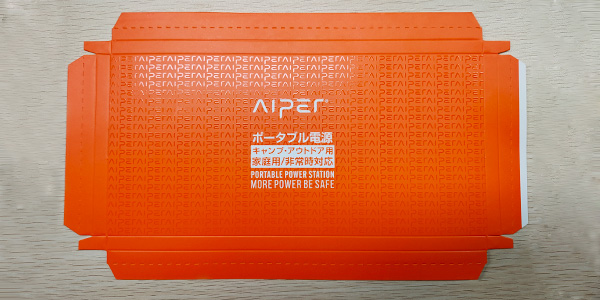 AIPER
ポータブル電源
キャンプ・アウトドア用
家庭用/非常時対応
PORTABLE POWER STATION
MORE POWER BE SAFE